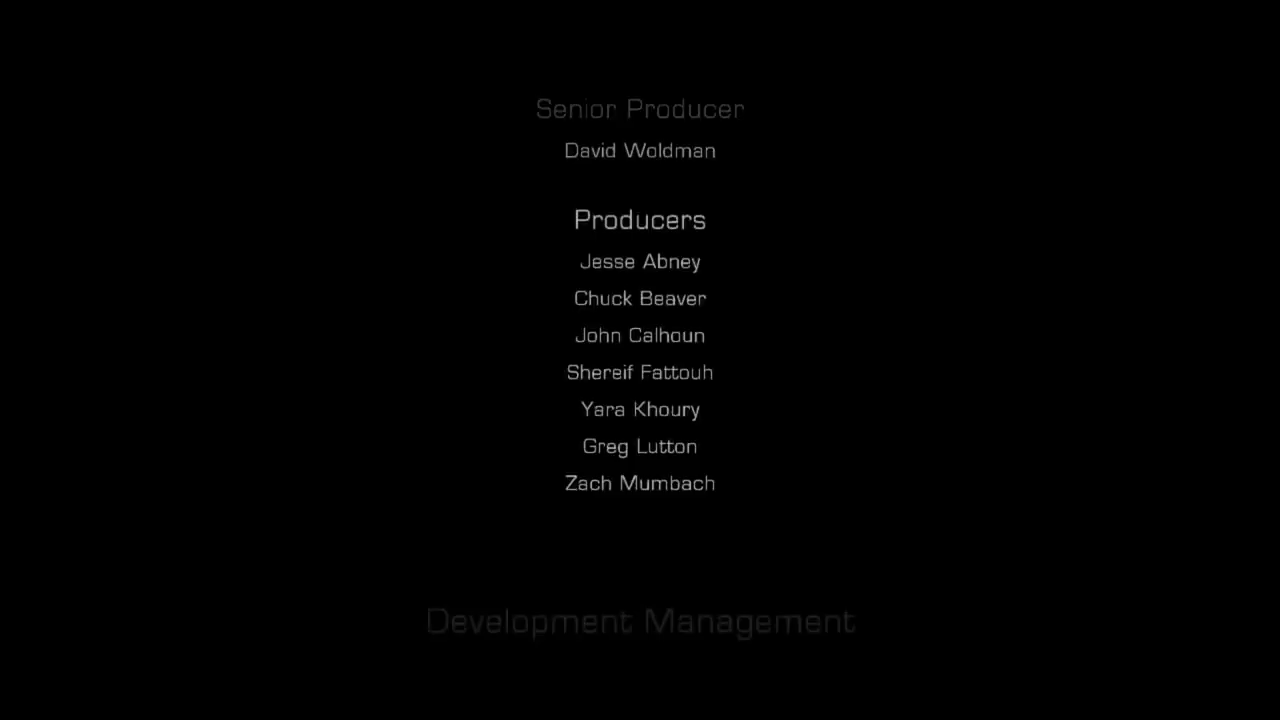 Senior Producer
David Woldman
Producers
Jesse Abney
Chuck Beaver
John Calhoun
Shereif Fattouh
Yara Khoury
Greg Lutton
Zach Mumbach
Development Management